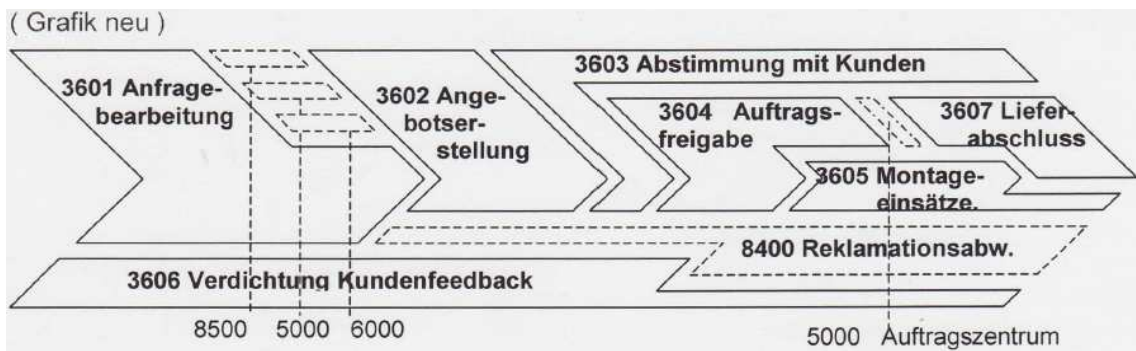 ( Grafik neu )
3601 Anfrage-
bearbeitung
3602 Ange-
botser-
stellung
3603 Abstimmung mit Kunden
3604 Auftrags-
freigabe
3607 Liefer-
abschluss
3605 Montage-
einsätze.
8400 Reklamationsabw.
3606 Verdichtung Kundenfeedback
8500 5000 6000
5000 Auftragszentrum